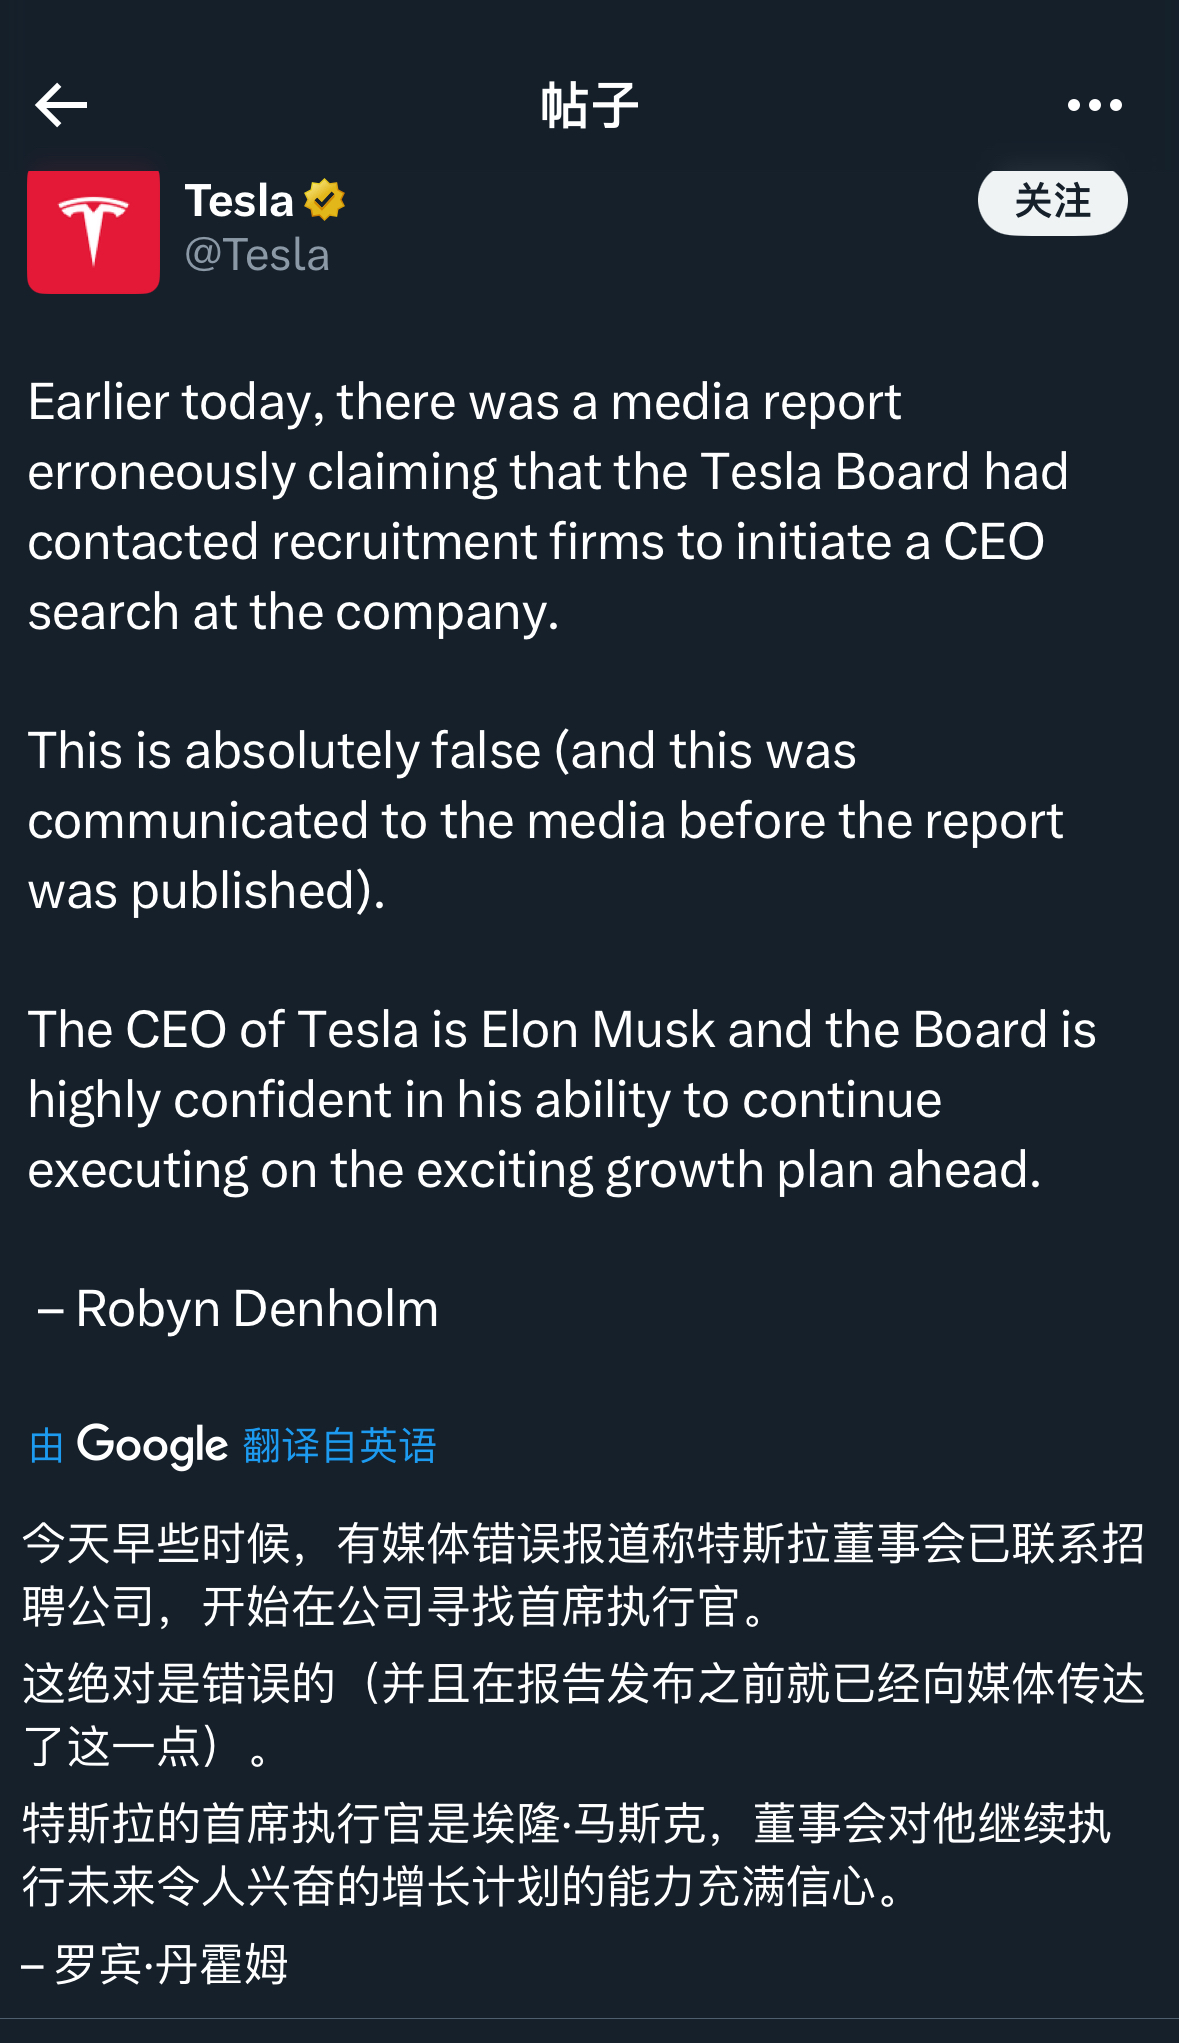 帖子
Tesla
@Tesla
关注
Earlier today, there was a media report
erroneously claiming that the Tesla Board had
contacted recruitment firms to initiate a CEO
search at the company.
This is absolutely false (and this was
communicated to the media before the report
was published).
The CEO of Tesla is Elon Musk and the Board is
highly confident in his ability to continue
executing on the exciting growth plan ahead.
– Robyn Denholm
由 Google 翻译自英语
今天早些时候，有媒体错误报道称特斯拉董事会已联系招
聘公司，开始在公司寻找首席执行官。
这绝对是错误的（并且在报告发布之前就已经向媒体传达
了这一点）。
特斯拉的首席执行官是埃隆·马斯克，董事会对他继续执
行未来令人兴奋的增长计划的能力充满信心。
– 罗宾·丹霍姆